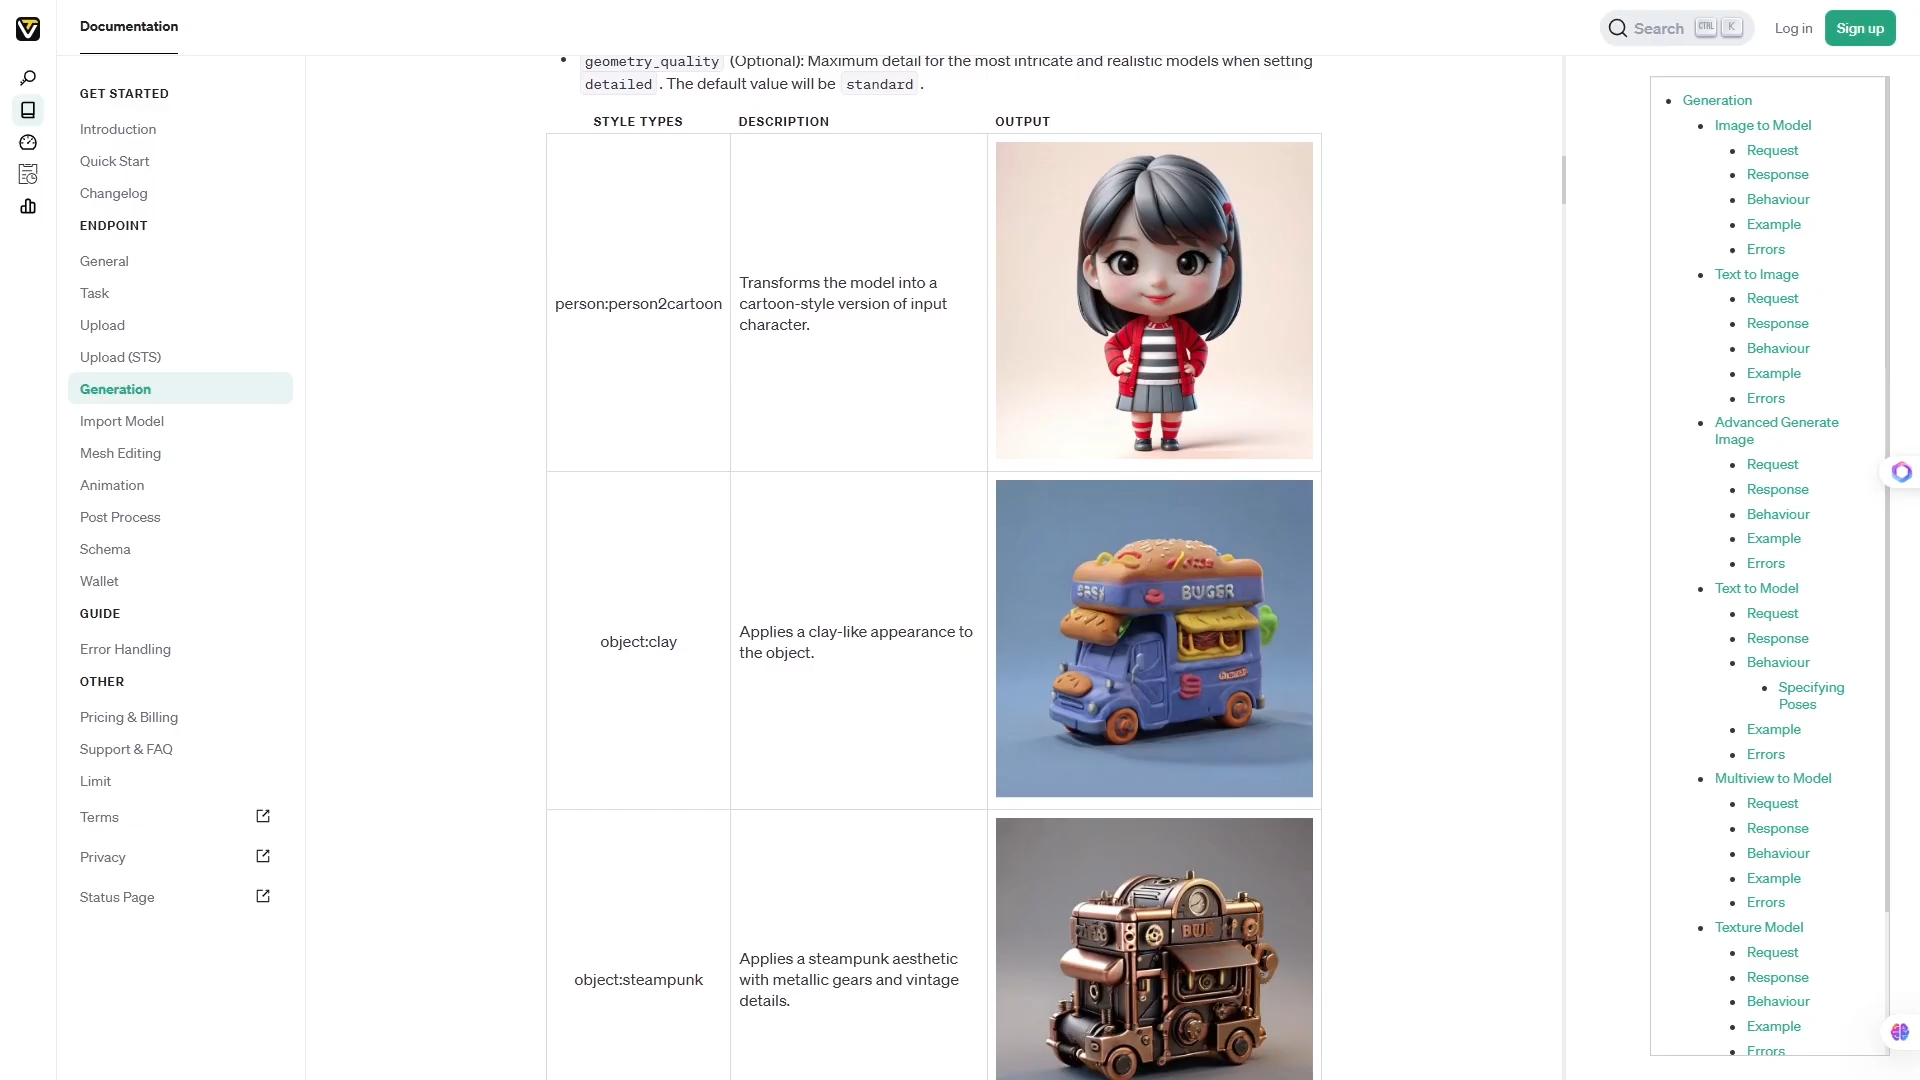 Documentation
Search CTRL K
Log in
Sign up
GET STARTED
Introduction
Quick Start
Changelog
ENDPOINT
General
Task
Upload
Upload (STS)
Generation
Import Model
Mesh Editing
Animation
Post Process
Schema
Wallet
GUIDE
Error Handling
OTHER
Pricing & Billing
Support & FAQ
Limit
Terms
Privacy
Status Page
geometry_quality (Optional): Maximum detail for the most intricate and realistic models when setting
detailed . The default value will be standard .
STYLE TYPES DESCRIPTION OUTPUT
person:person2cartoon
Transforms the model into a
cartoon-style version of input
character.
object:clay
Applies a clay-like appearance to
the object.
BUGER
object:steampunk
Applies a steampunk aesthetic
with metallic gears and vintage
details.
Generation
Image to Model
Request
Response
Behaviour
Example
Errors
Text to Image
Request
Response
Behaviour
Example
Errors
Advanced Generate
Image
Request
Response
Behaviour
Example
Errors
Text to Model
Request
Response
Behaviour
Specifying
Poses
Example
Errors
Multiview to Model
Request
Response
Behaviour
Example
Errors
Texture Model
Request
Response
Behaviour
Example
Errors